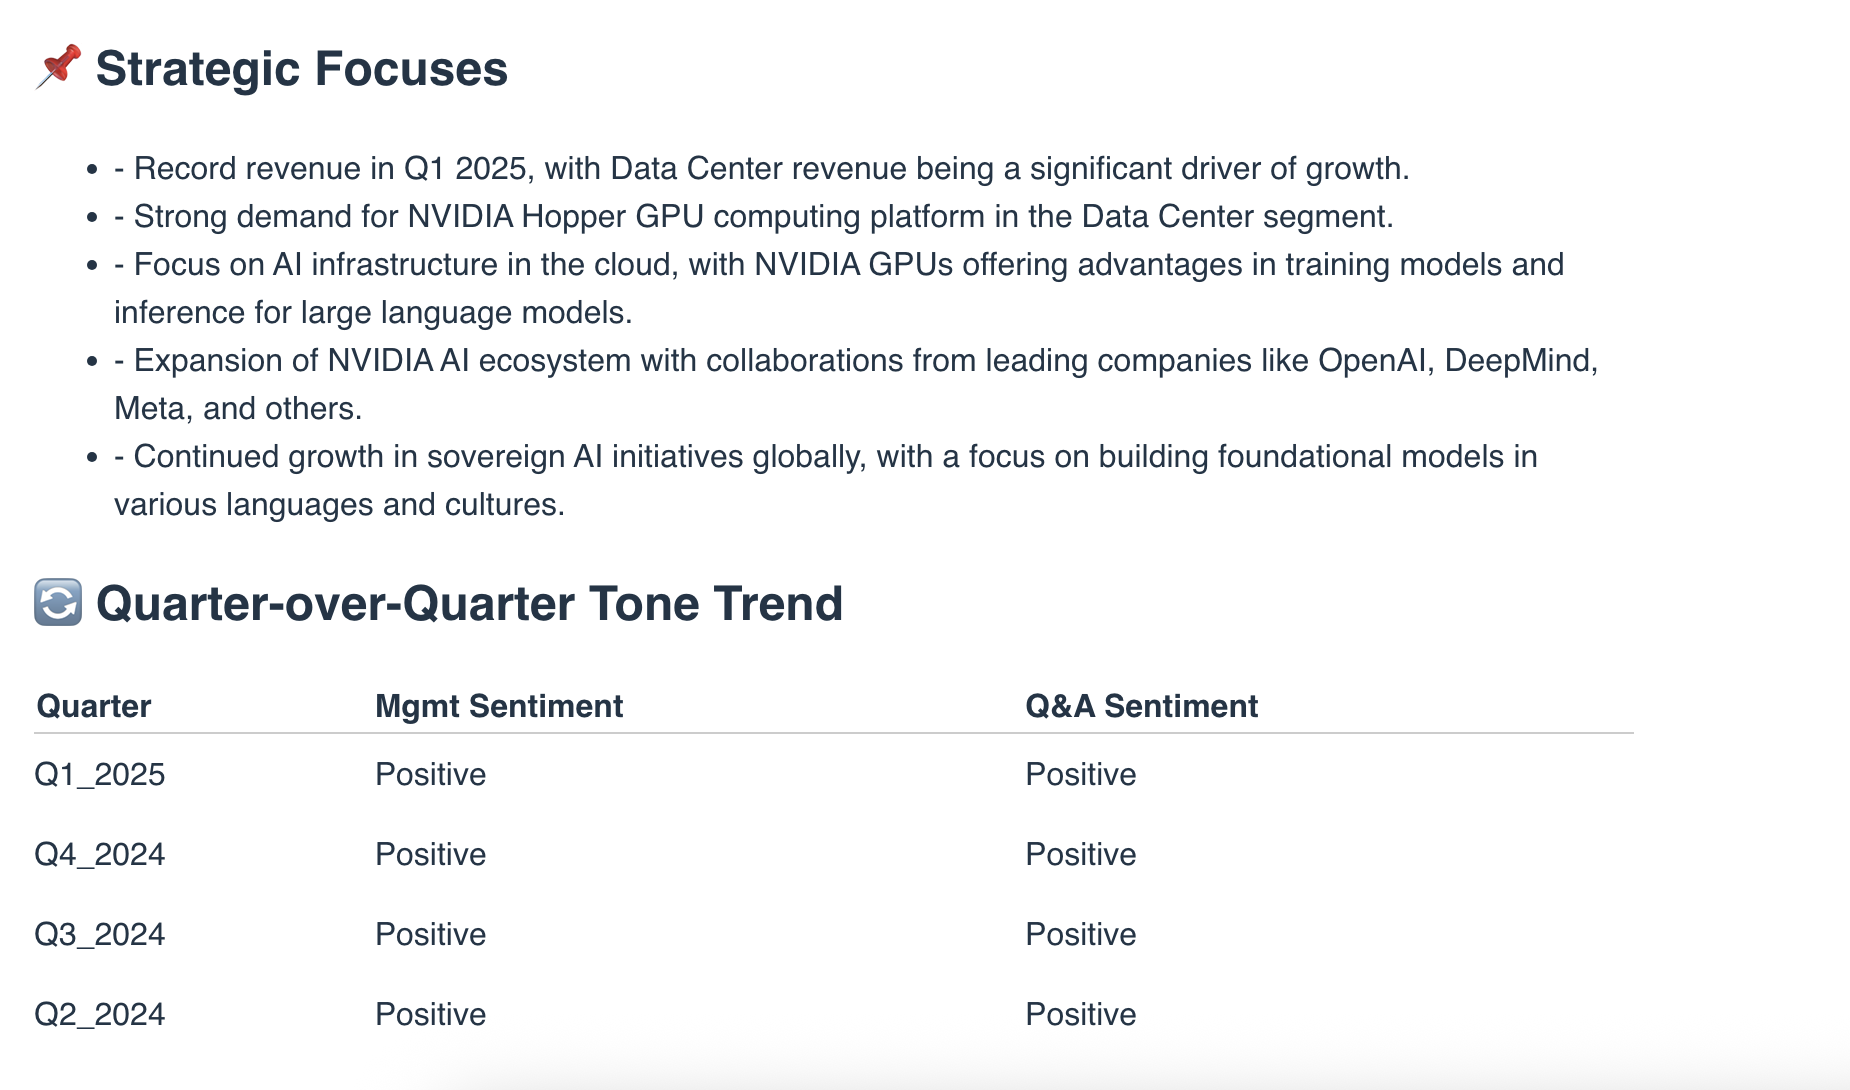 📌 Strategic Focuses
• - Record revenue in Q1 2025, with Data Center revenue being a significant driver of growth.
• - Strong demand for NVIDIA Hopper GPU computing platform in the Data Center segment.
• - Focus on AI infrastructure in the cloud, with NVIDIA GPUs offering advantages in training models and
inference for large language models.
• - Expansion of NVIDIA AI ecosystem with collaborations from leading companies like OpenAI, DeepMind,
Meta, and others.
• - Continued growth in sovereign AI initiatives globally, with a focus on building foundational models in
various languages and cultures.
🔄 Quarter-over-Quarter Tone Trend
Quarter Mgmt Sentiment Q&A Sentiment
Q1_2025 Positive Positive
Q4_2024 Positive Positive
Q3_2024 Positive Positive
Q2_2024 Positive Positive